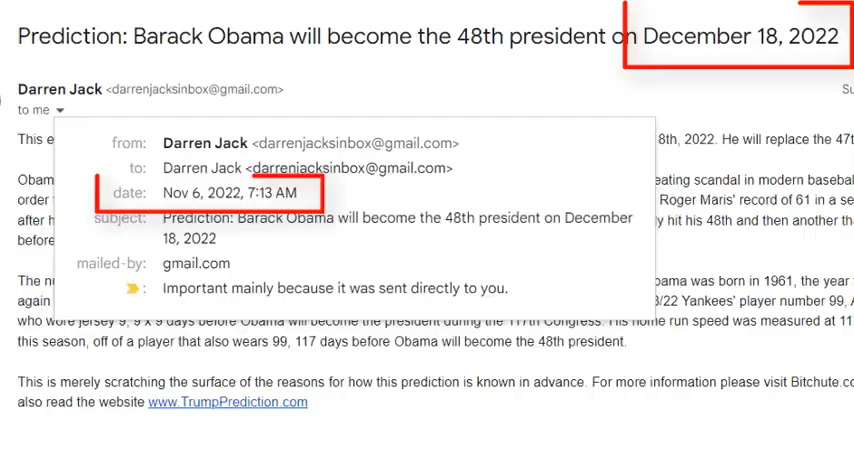 Prediction: Barack Obama will become the 48th president on December 18, 2022
Darren Jack <darrenjacksinbox@gmail.com>
Su
to me
from: Darren Jack <darrenjacksinbox@gmail.com>
to: Darren Jack <darrenjacksinbox@gmail.com>
date: Nov 6, 2022, 7:13 AM
subject: Prediction: Barack Obama will become the 48th president on December
18, 2022
mailed-by: gmail.com
: Important mainly because it was sent directly to you.
This e 8th, 2022. He will replace the 47t
Obam eating scandal in modern basebal
order t Roger Maris' record of 61 in a se
after h y hit his 48th and then another tha
before
The nu bama was born in 1961, the year
again 8/22 Yankees' player number 99, A
who wore jersey 9, 9 x 9 days before Obama will become the president during the 117th Congress. His home run speed was measured at 11
this season, off of a player that also wears 99, 117 days before Obama will become the 48th president.
This is merely scratching the surface of the reasons for how this prediction is known in advance. For more information please visit Bitchute.co
also read the website www.TrumpPrediction.com